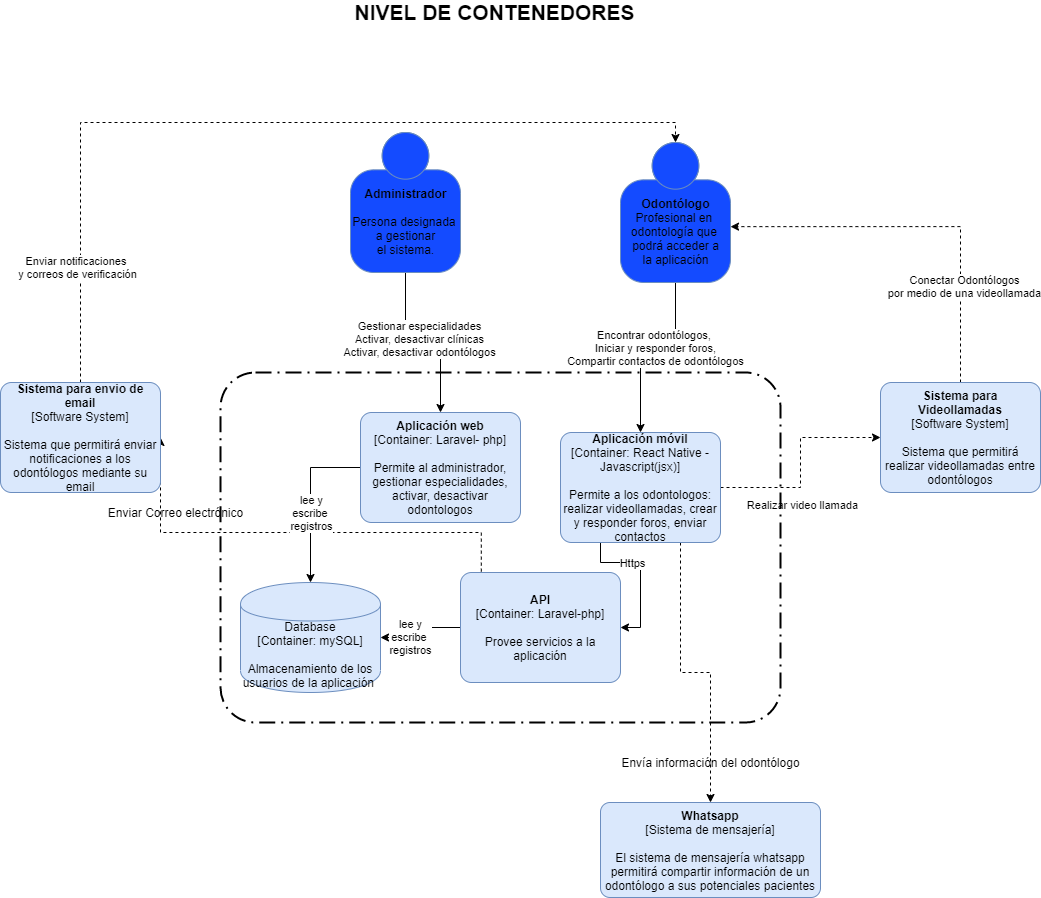 NIVEL DE CONTENEDORES
Administrador
Persona designada
a gestionar
el sistema.
Odontólogo
Profesional en
odontología que
podrá acceder a
la aplicación
Enviar notificaciones
y correos de verificación
Conectar Odontólogos
por medio de una videollamada
Gestionar especialidades
Activar, desactivar clínicas
Activar, desactivar odontólogos
Encontrar odontólogos,
Iniciar y responder foros,
Compartir contactos de odontólogos
Sistema para envio de
email
[Software System]
Sistema que permitirá enviar
notificaciones a los
odontólogos mediante su
email
Aplicación web
[Container: Laravel- php]
Permite al administrador,
gestionar especialidades,
activar, desactivar
odontologos
Aplicación móvil
[Container: React Native -
Javascript(jsx)]
Permite a los odontologos:
realizar videollamadas, crear
y responder foros, enviar
contactos
Sistema para
Videollamadas
[Software System]
Sistema que permitirá
realizar videollamadas entre
odontólogos
Enviar Correo electrónico
lee y
escribe
registros
Realizar video llamada
Https
Database
[Container: mySQL]
Almacenamiento de los
usuarios de la aplicación
lee y
escribe
registros
API
[Container: Laravel-php]
Provee servicios a la
aplicación
Envía información del odontólogo
Whatsapp
[Sistema de mensajería]
El sistema de mensajería whatsapp
permitirá compartir información de un
odontólogo a sus potenciales pacientes